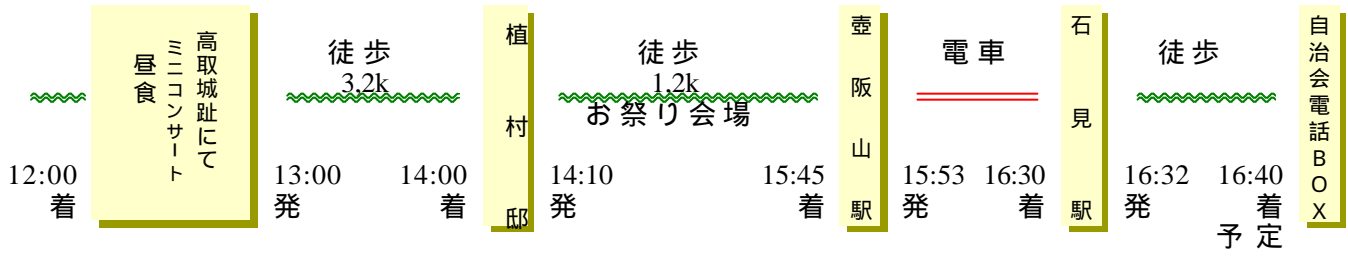 12:00
着
高取城趾にて
ミニコンサート
昼食
徒歩
3,2k
13:00
発
14:00
着
植村邸
徒歩
1,2k
お祭り会場
14:10
発
15:45
着
壺阪山駅
電車
15:53
発
16:30
着
石見駅
徒歩
16:32
発
16:40
着
予定
自治会電話BOX